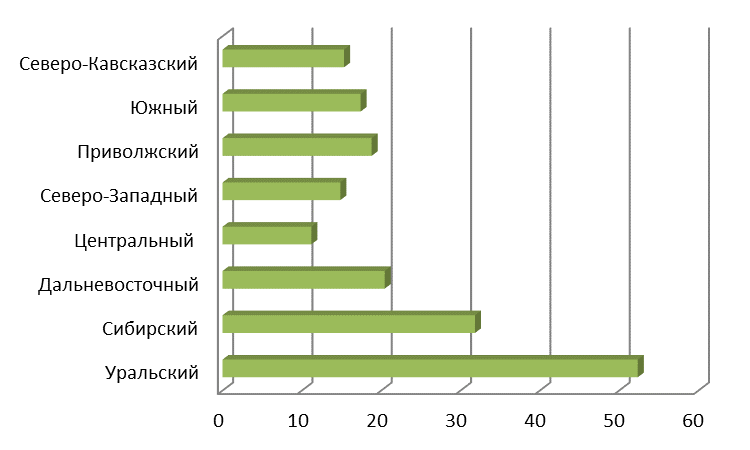 Северо-Кавсказский
Южный
Приволжский
Северо-Западный
Центральный
Дальневосточный
Сибирский
Уральский
0 10 20 30 40 50 60